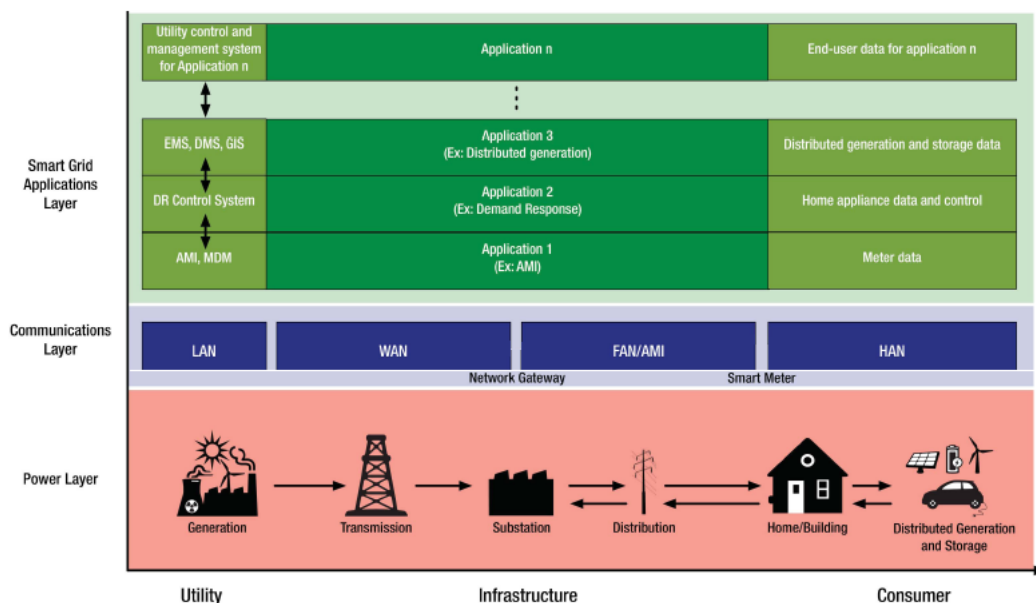 Utility control and
management system
for Application n
Application n
End-user data for application n
Smart Grid
Applications
Layer
EMS, DMS, GIS
Application 3
(Ex: Distributed generation)
Distributed generation and storage data
DR Control System
Application 2
(Ex: Demand Response)
Home appliance data and control
AMI, MDM
Application 1
(Ex: AMI)
Meter data
Communications
Layer
LAN
WAN
FAN/AMI
HAN
Network Gateway
Smart Meter
Power Layer
Generation
Transmission
Substation
Distribution
Home/Building
Distributed Generation
and Storage
Utility
Infrastructure
Consumer